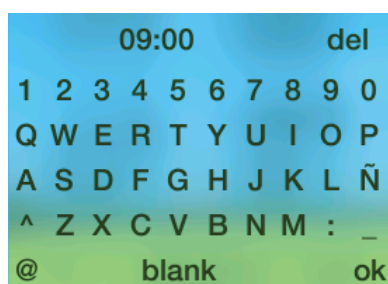 09:00 del
1 2 3 4 5 6 7 8 9 0
Q W E R T Y U I O P
A S D F G H J K L Ñ
^ Z X C V B N M : _
@ blank ok